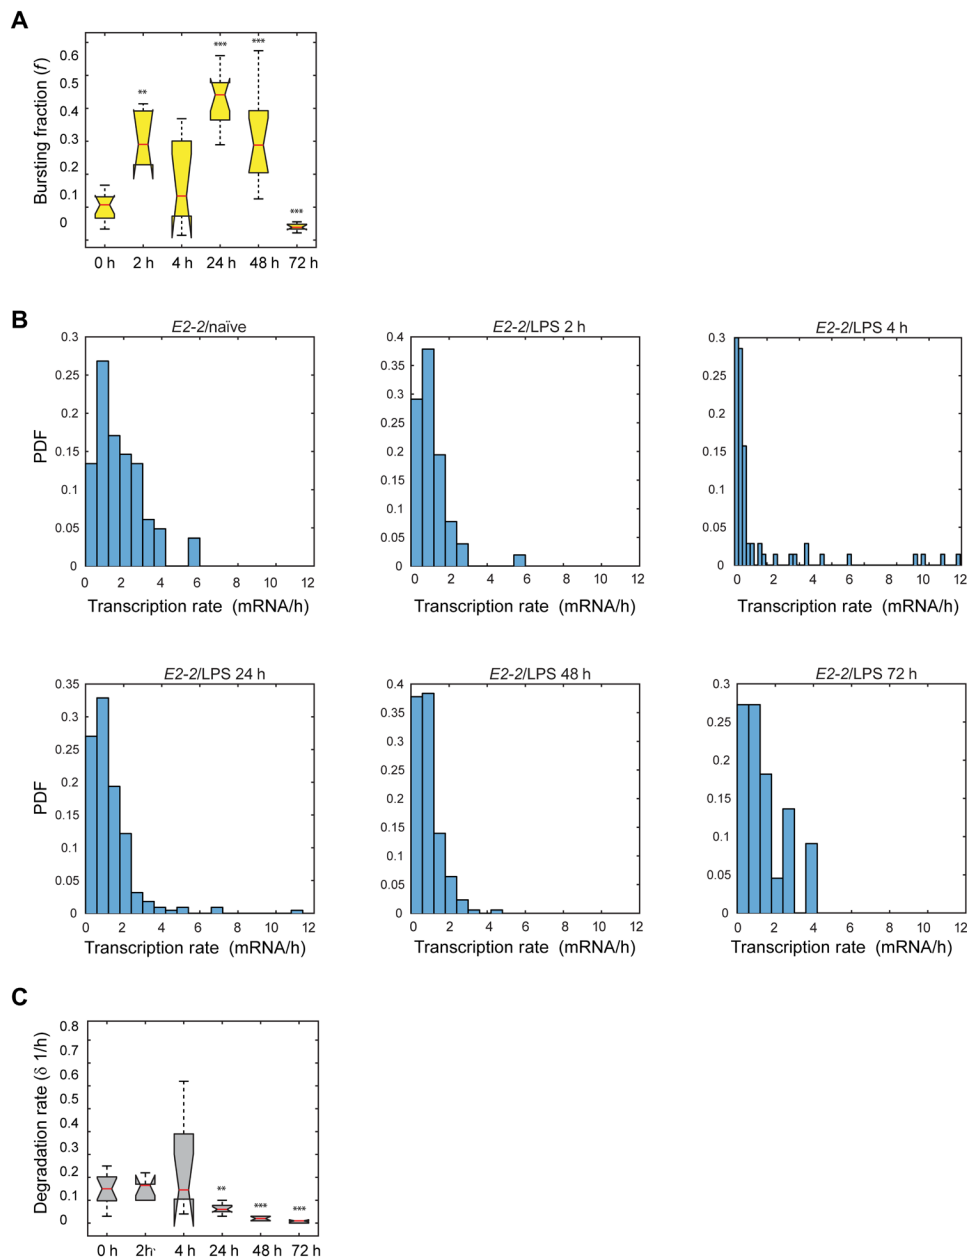 A
Bursting fraction (f)
0.6
0.5
0.4
0.3
0.2
0.1
0
**
***
***
***
0 h 2 h 4 h 24 h 48 h 72 h
B
E2-2/naïve
PDF
0.3
0.25
0.2
0.15
0.1
0.05
0
0 2 4 6 8 10 12
Transcription rate (mRNA/h)
E2-2/LPS 2 h
0.4
0.35
0.3
0.25
0.2
0.15
0.1
0.05
0
0 2 4 6 8 10 12
Transcription rate (mRNA/h)
E2-2/LPS 4 h
0.3
0.25
0.2
0.15
0.1
0.05
0
0 2 4 6 8 10 12
Transcription rate (mRNA/h)
E2-2/LPS 24 h
PDF
0.35
0.3
0.25
0.2
0.15
0.1
0.05
0
0 2 4 6 8 10 12
Transcription rate (mRNA/h)
E2-2/LPS 48 h
0.4
0.35
0.3
0.25
0.2
0.15
0.1
0.05
0
0 2 4 6 8 10 12
Transcription rate (mRNA/h)
E2-2/LPS 72 h
0.3
0.25
0.2
0.15
0.1
0.05
0
0 2 4 6 8 10 12
Transcription rate (mRNA/h)
C
Degradation rate (δ 1/h)
0.8
0.7
0.6
0.5
0.4
0.3
0.2
0.1
0
**
***
***
0 h 2h 4 h 24 h 48 h 72 h